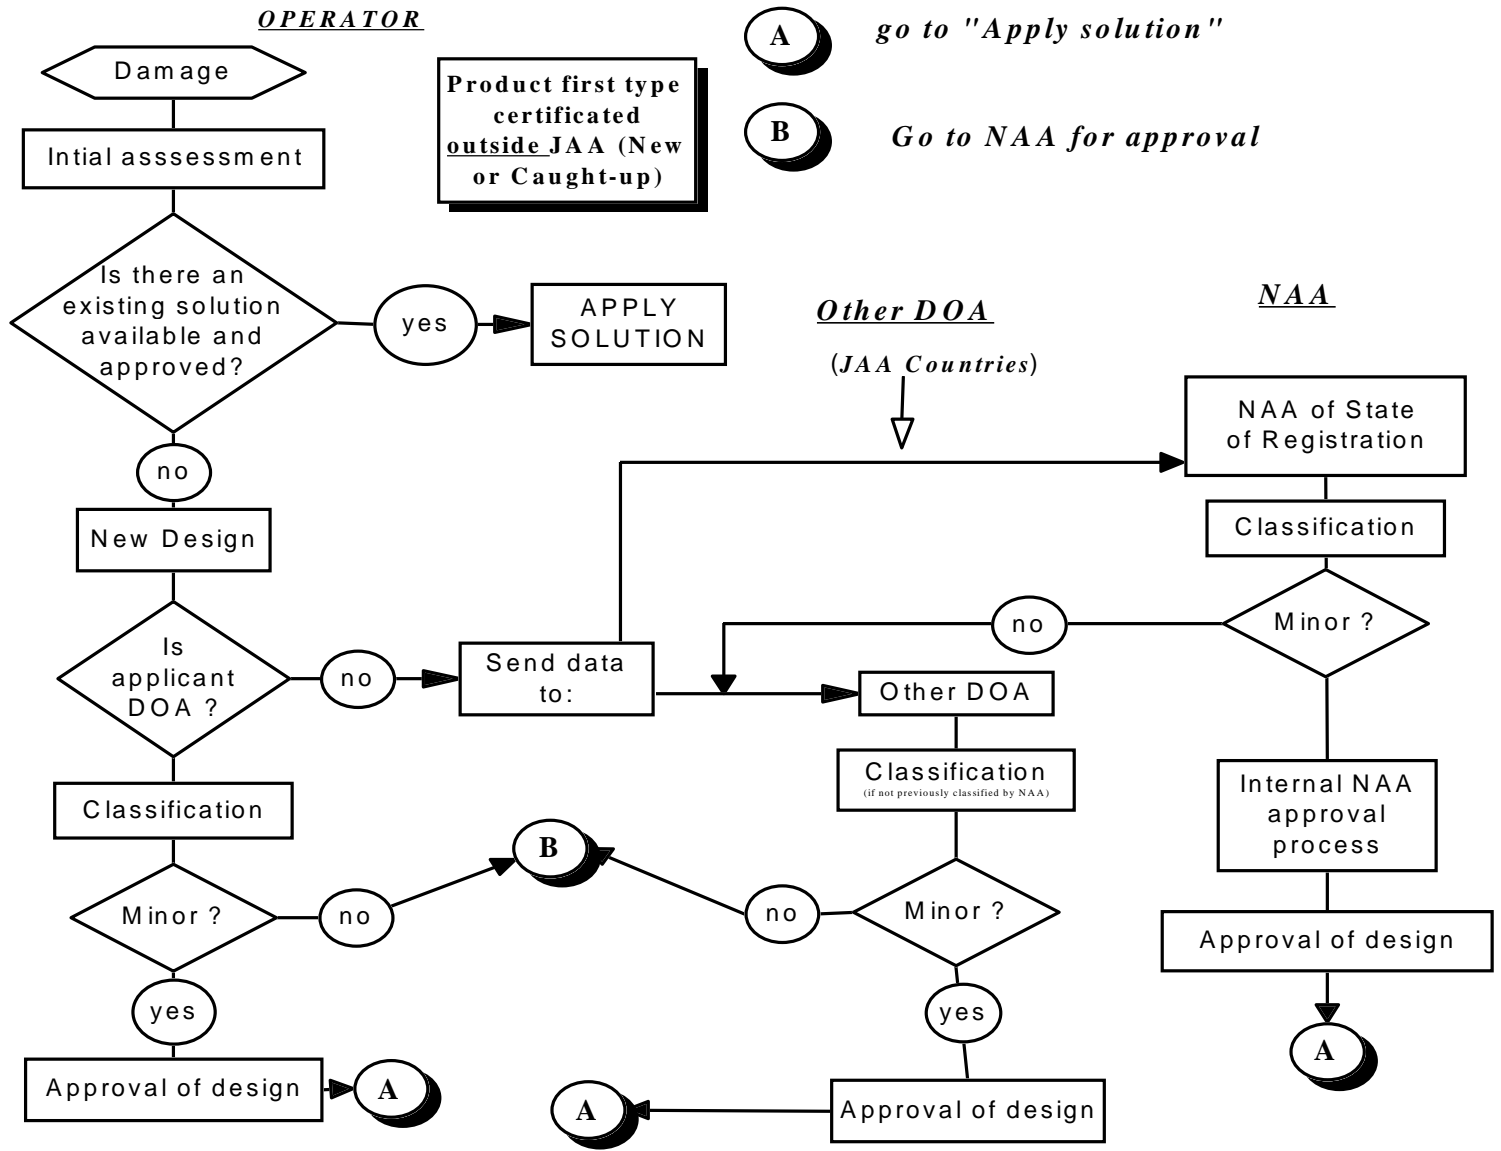 OPERATOR
Damage
Intial asssessment
Product first type
certificated
outside JAA (New
or Caught-up)
A
go to "Apply solution"
B
Go to NAA for approval
Is there an
existing solution
available and
approved?
yes
APPLY
SOLUTION
Other DOA
(JAA Countries)
NAA
NAA of State
of Registration
no
New Design
Classification
Is
applicant
DOA ?
no
Send data
to:
no
Minor ?
Other DOA
Classification
(if not previously classified by NAA)
Internal NAA
approval
process
Classification
B
Minor ?
no
no
Minor ?
Approval of design
yes
yes
A
Approval of design
A
A
Approval of design